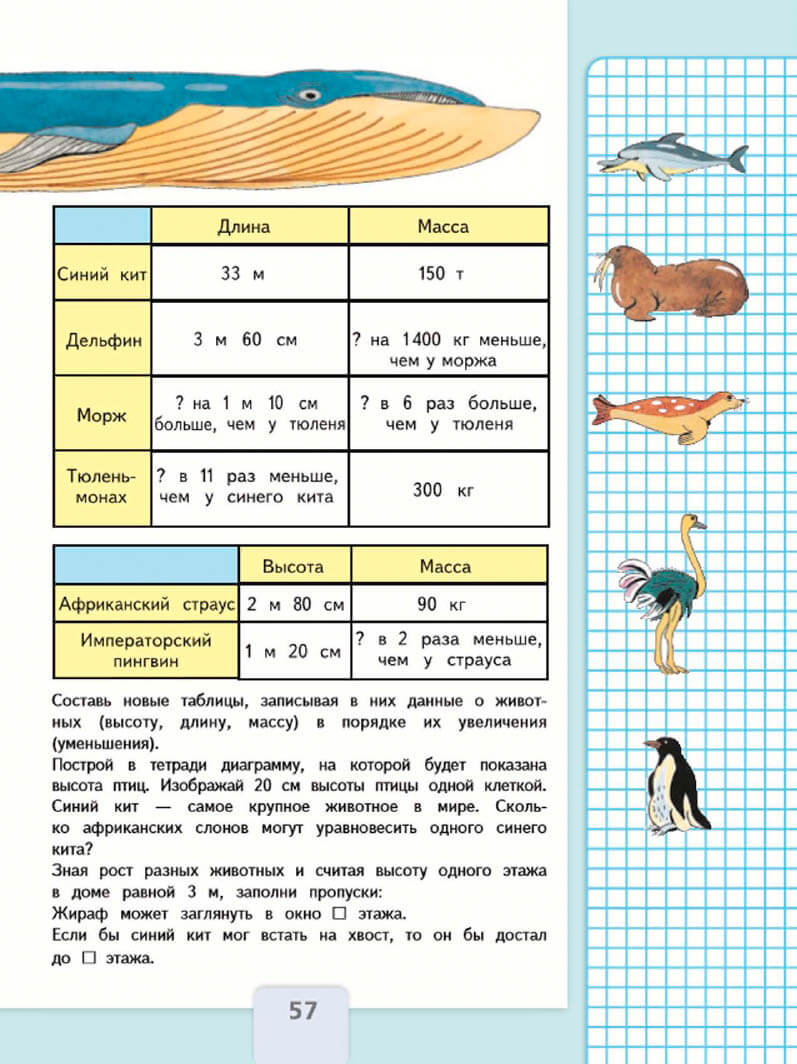 Длина Масса
Синий кит 33 м 150 т
Дельфин 3 м 60 см ? на 1400 кг меньше,
чем у моржа
Морж ? на 1 м 10 см
больше, чем у тюленя ? в 6 раз больше,
чем у тюленя
Тюлень-
монах ? в 11 раз меньше,
чем у синего кита 300 кг
Высота Масса
Африканский страус 2 м 80 см 90 кг
Императорский
пингвин 1 м 20 см ? в 2 раза меньше,
чем у страуса
Составь новые таблицы, записывая в них данные о живот-
ных (высоту, длину, массу) в порядке их увеличения
(уменьшения).
Построй в тетради диаграмму, на которой будет показана
высота птиц. Изображай 20 см высоты птицы одной клеткой.
Синий кит — самое крупное животное в мире. Сколь-
ко африканских слонов могут уравновесить одного синего
кита?
Зная рост разных животных и считая высоту одного этажа
в доме равной 3 м, заполни пропуски:
Жираф может заглянуть в окно □ этажа.
Если бы синий кит мог встать на хвост, то он бы достал
до □ этажа.
57